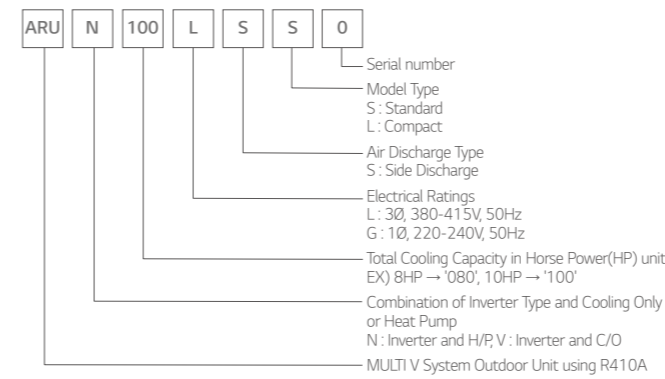 ARU N 100 L S S 0
Serial number
Model Type
S : Standard
L : Compact
Air Discharge Type
S : Side Discharge
Electrical Ratings
L : 3Ø, 380-415V, 50Hz
G : 1Ø, 220-240V, 50Hz
Total Cooling Capacity in Horse Power(HP) unit
EX) 8HP → '080', 10HP → '100'
Combination of Inverter Type and Cooling Only
or Heat Pump
N : Inverter and H/P, V : Inverter and C/O
MULTI V System Outdoor Unit using R410A